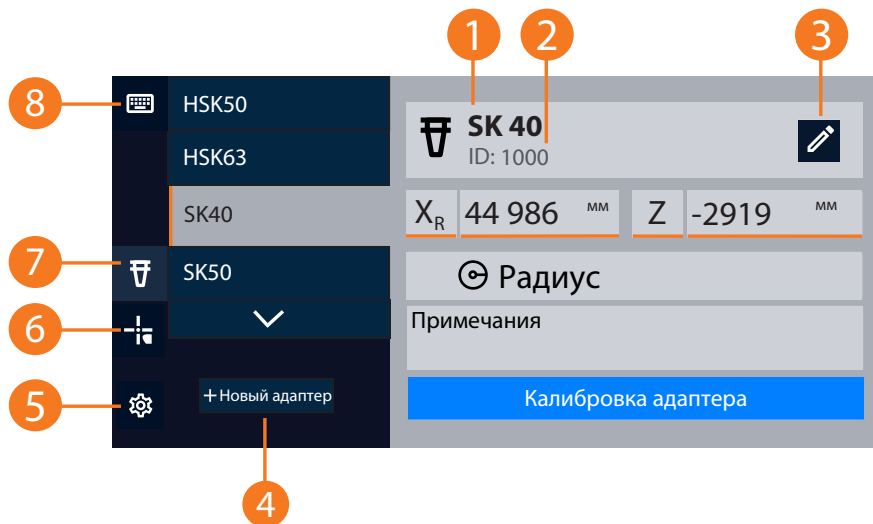 1
2
3
8
HSK50
HSK63
SK40
SK50
7
6
5
+Новый адаптер
4
SK 40
ID: 1000
XR 44 986 мм Z -2919 мм
Радиус
Примечания
Калибровка адаптера